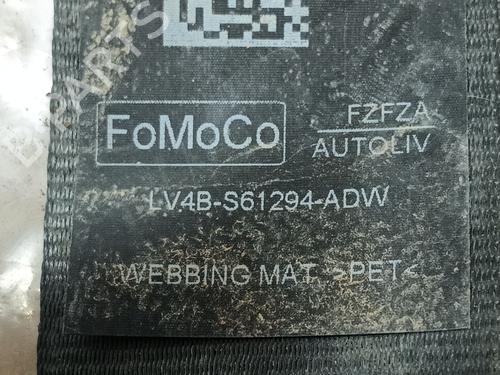 FoMoCo
FZFZA
AUTOLIV
LV4B-S61294-ADW
WEBBING MAT. >PET<